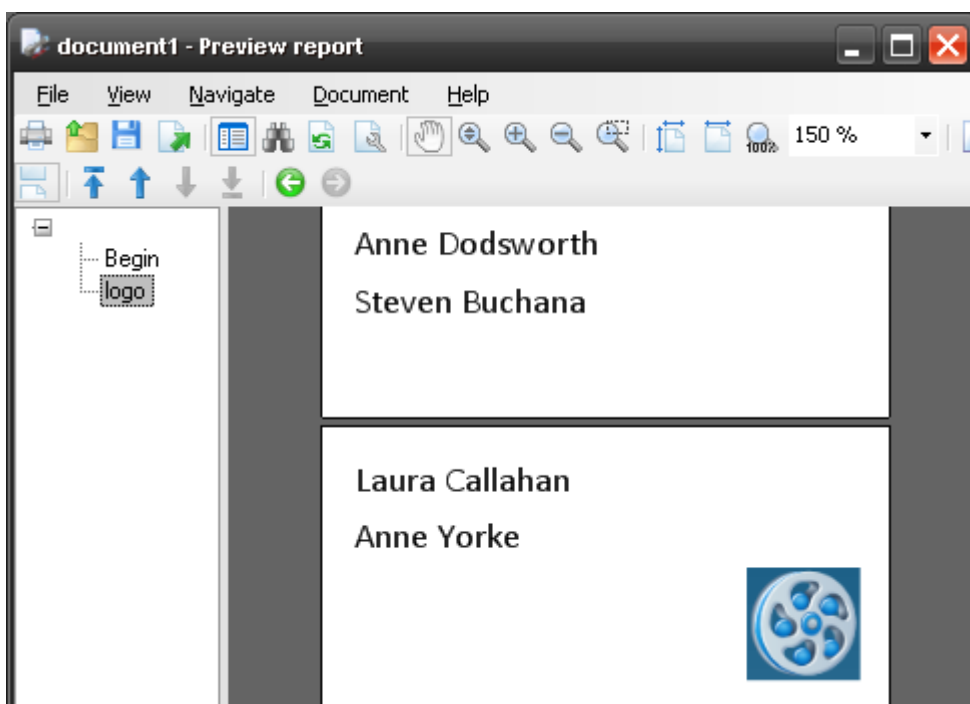 document1 - Preview report
File View Navigate Document Help
100% 150 %
Begin
logo
Anne Dodsworth
Steven Buchana
Laura Callahan
Anne Yorke